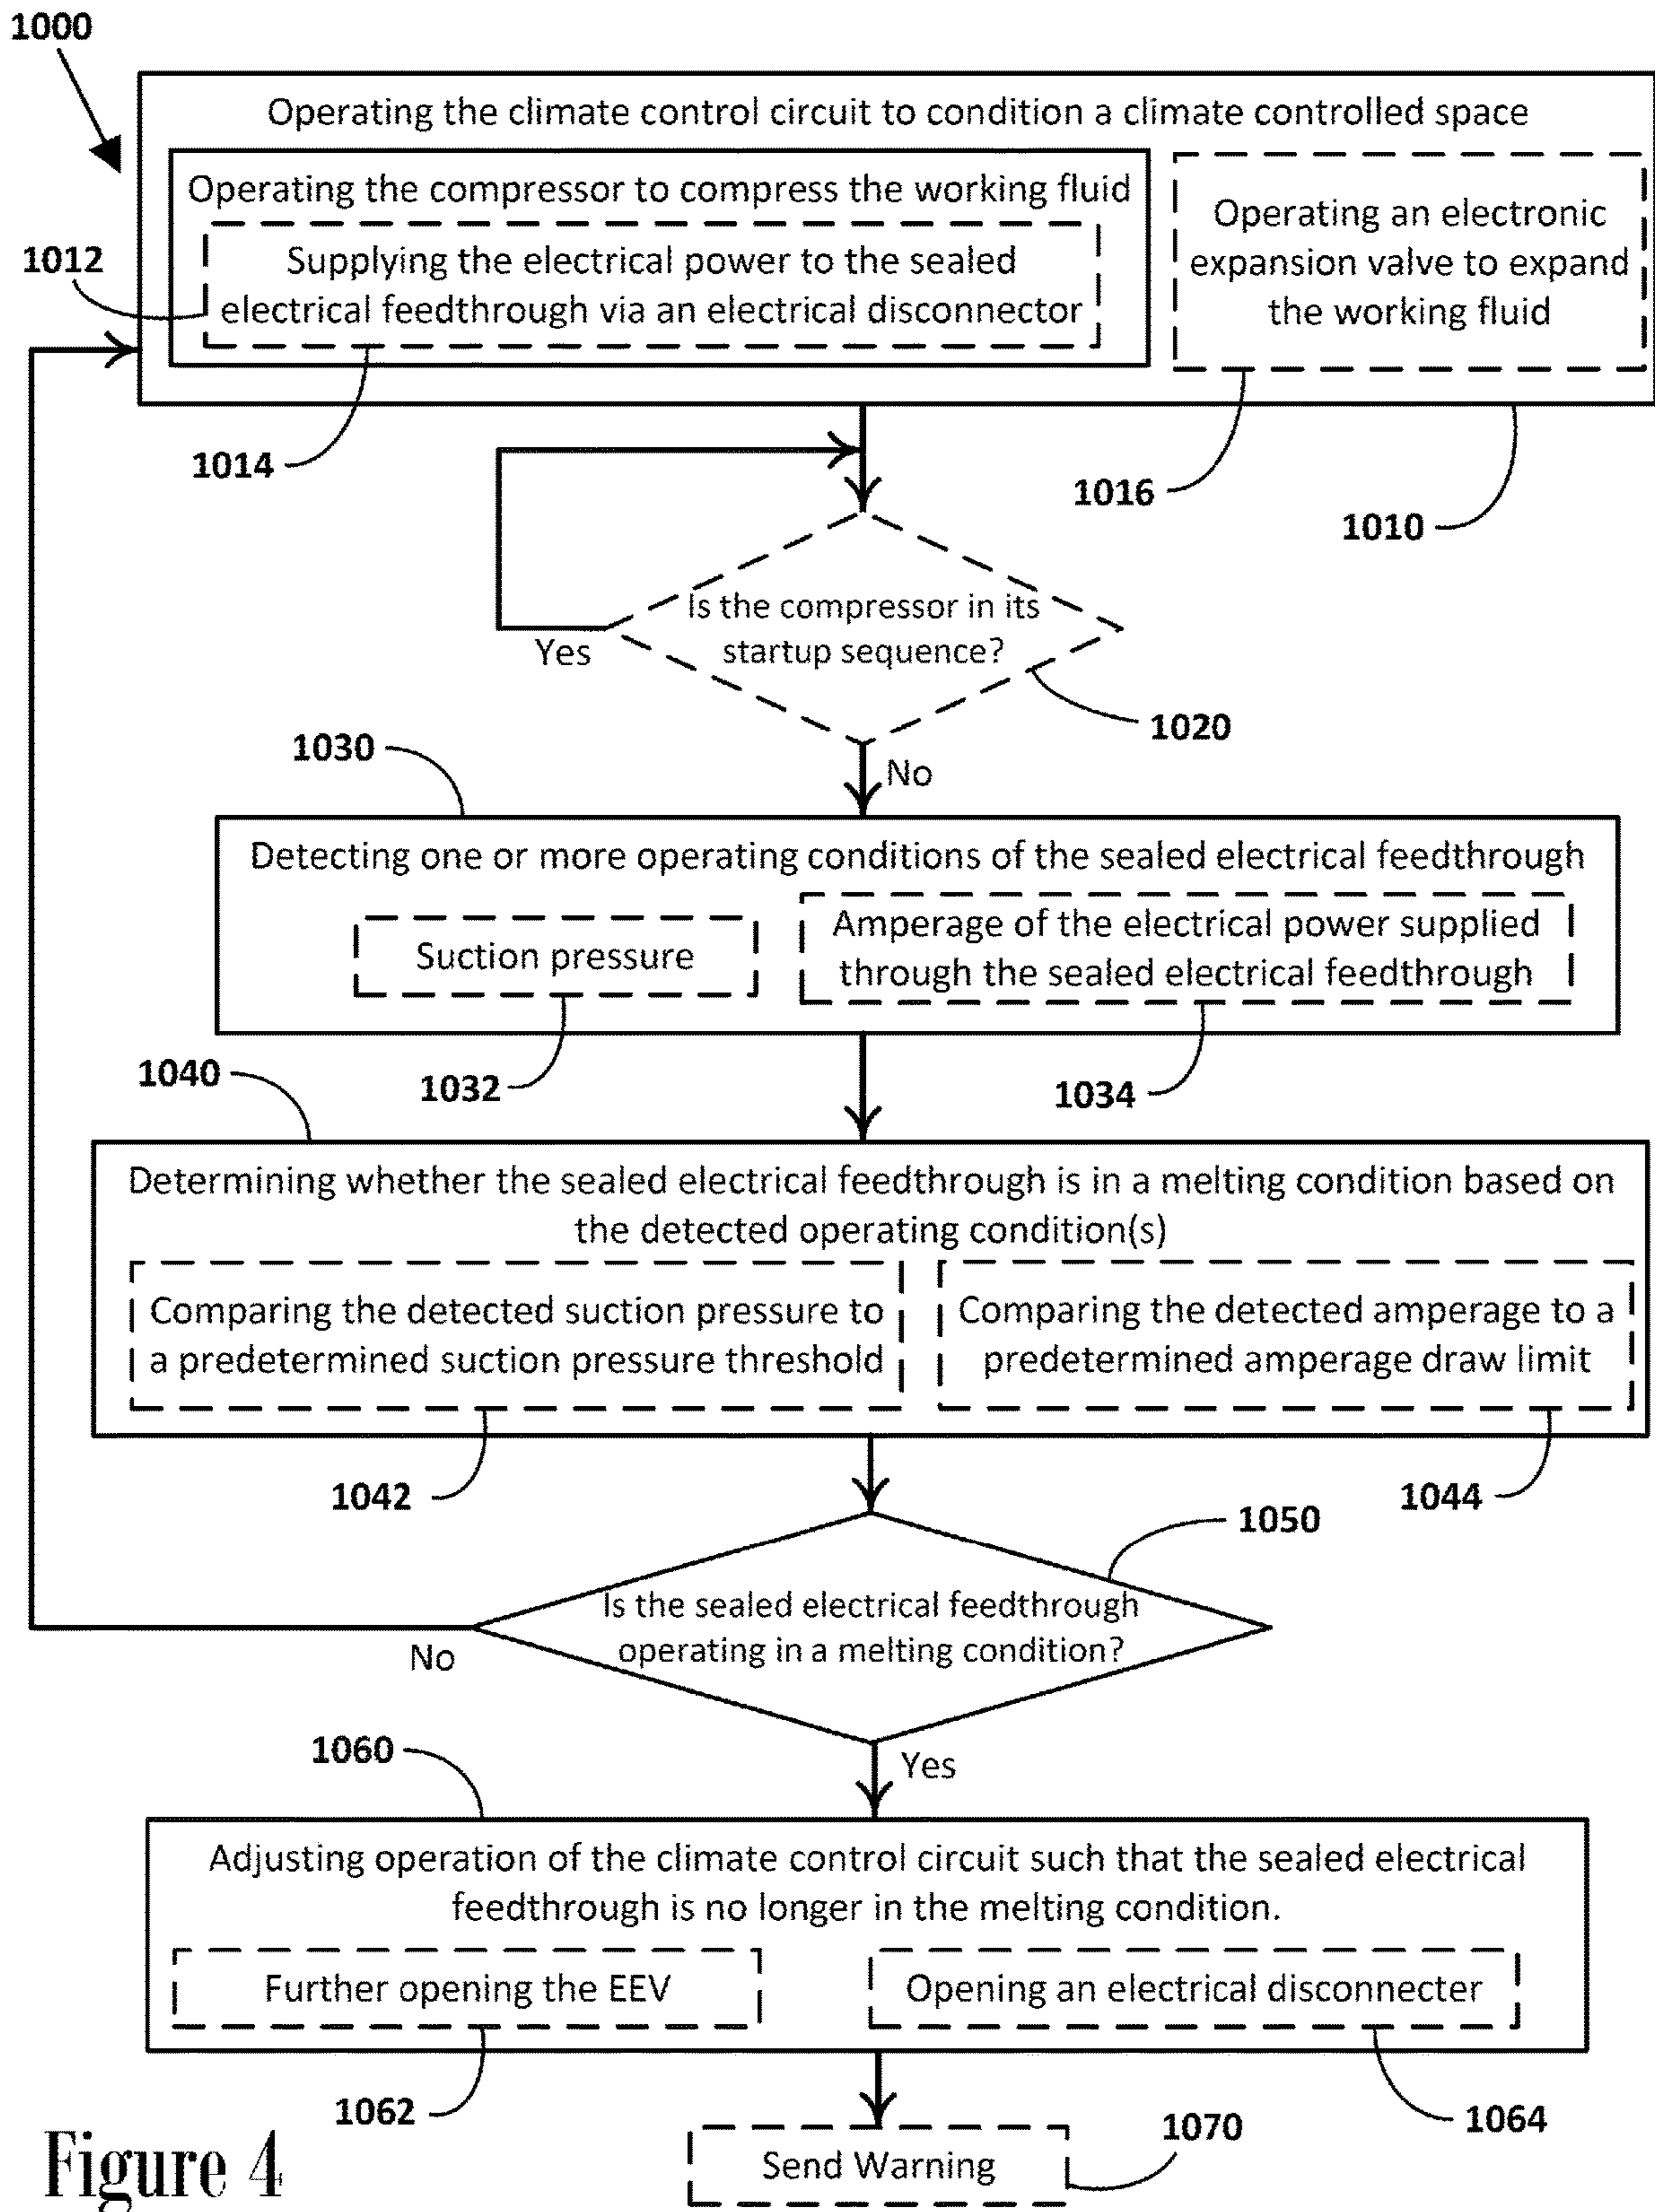 1000
Operating the climate control circuit to condition a climate controlled space
Operating the compressor to compress the working fluid
1012
Supplying the electrical power to the sealed
electrical feedthrough via an electrical disconnector
Operating an electronic
expansion valve to expand
the working fluid
1014
1016
1010
Is the compressor in its
startup sequence?
Yes
1020
No
1030
Detecting one or more operating conditions of the sealed electrical feedthrough
Suction pressure
Amperage of the electrical power supplied
through the sealed electrical feedthrough
1032
1034
1040
Determining whether the sealed electrical feedthrough is in a melting condition based on
the detected operating condition(s)
Comparing the detected suction pressure to
a predetermined suction pressure threshold
Comparing the detected amperage to a
predetermined amperage draw limit
1042
1044
1050
Is the sealed electrical feedthrough
operating in a melting condition?
No
Yes
1060
Adjusting operation of the climate control circuit such that the sealed electrical
feedthrough is no longer in the melting condition.
Further opening the EEV
Opening an electrical disconnecter
1062
1064
1070
Send Warning
Figure 4